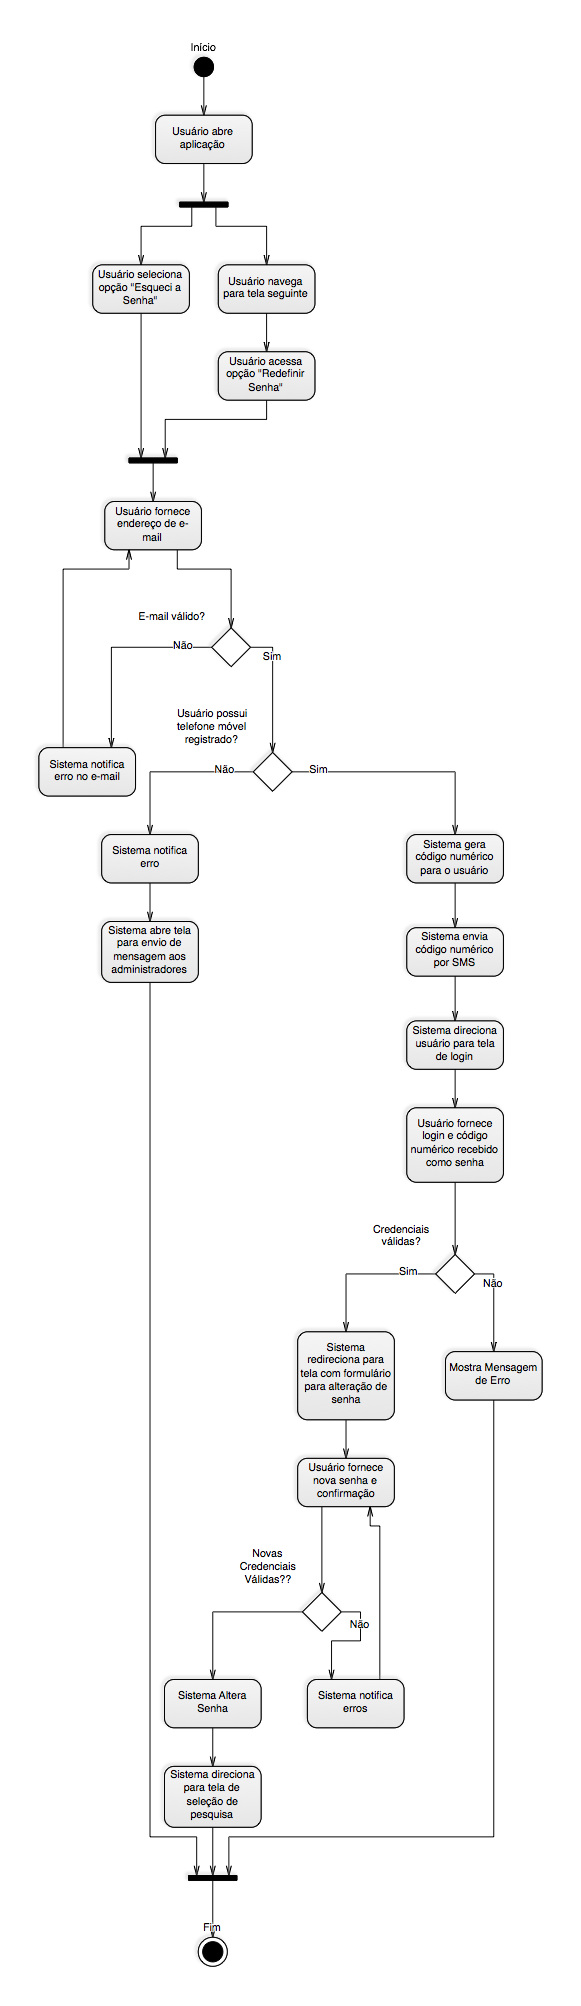 Início
Usuário abre
aplicação
Usuário seleciona
opção "Esqueci a
Senha"
Usuário navega
para tela seguinte
Usuário acessa
opção "Redefinir
Senha"
Usuário fornece
endereço de e-
mail
E-mail válido?
Não
Sim
Usuário possui
telefone móvel
registrado?
Sistema notifica
erro no e-mail
Não
Sim
Sistema notifica
erro
Sistema gera
código numérico
para o usuário
Sistema abre tela
para envio de
mensagem aos
administradores
Sistema envia
código numérico
por SMS
Sistema direciona
usuário para tela
de login
Usuário fornece
login e código
numérico recebido
como senha
Credenciais
válidas?
Sim
Não
Sistema
redireciona para
tela com formulário
para alteração de
senha
Mostra Mensagem
de Erro
Usuário fornece
nova senha e
confirmação
Novas
Credenciais
Válidas??
Não
Sistema Altera
Senha
Sistema notifica
erros
Sistema direciona
para tela de
seleção de
pesquisa
Fim